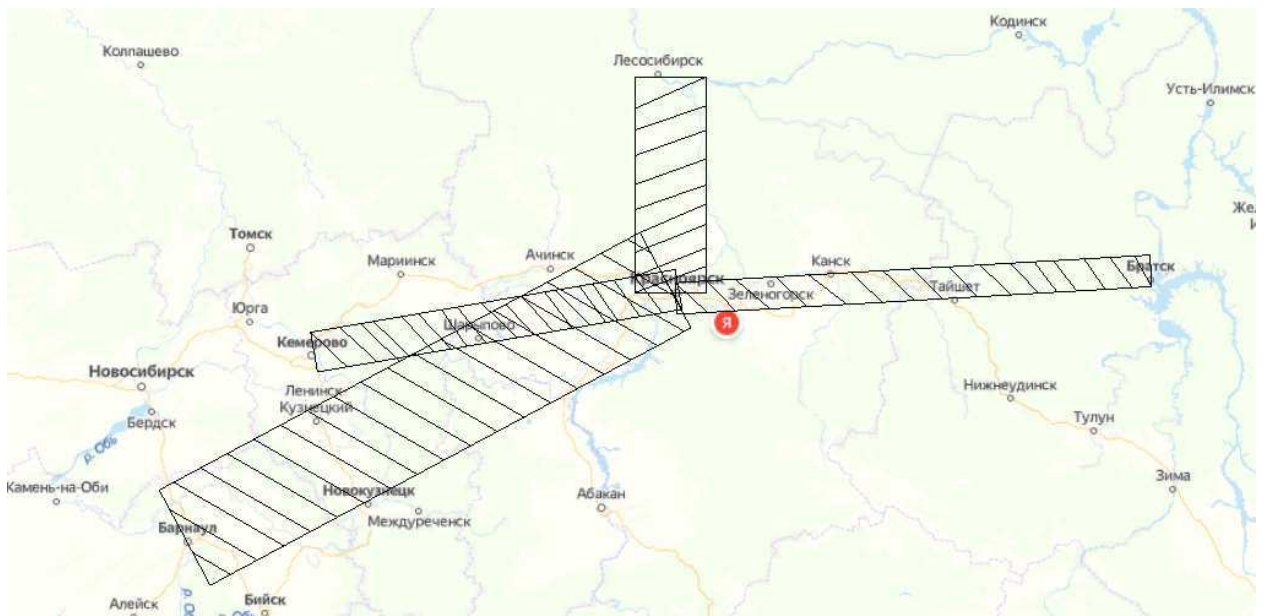 Кодинск
Колпашево
Лесосибирск
Усть-Илимск
Томск
Ачинск
Мариинск
Канск
Братск
Красноярск
Зеленогорск
Тайшет
Юрга
Шарыпово
Я
Кемерово
Новосибирск
Ленинск-
Кузнецкий
Нижнеудинск
Бердск
Тулун
р. Обь
Зима
Камень-на-Оби
Новокузнецк
Абакан
Междуреченск
Барнаул
Алейск
Бийск